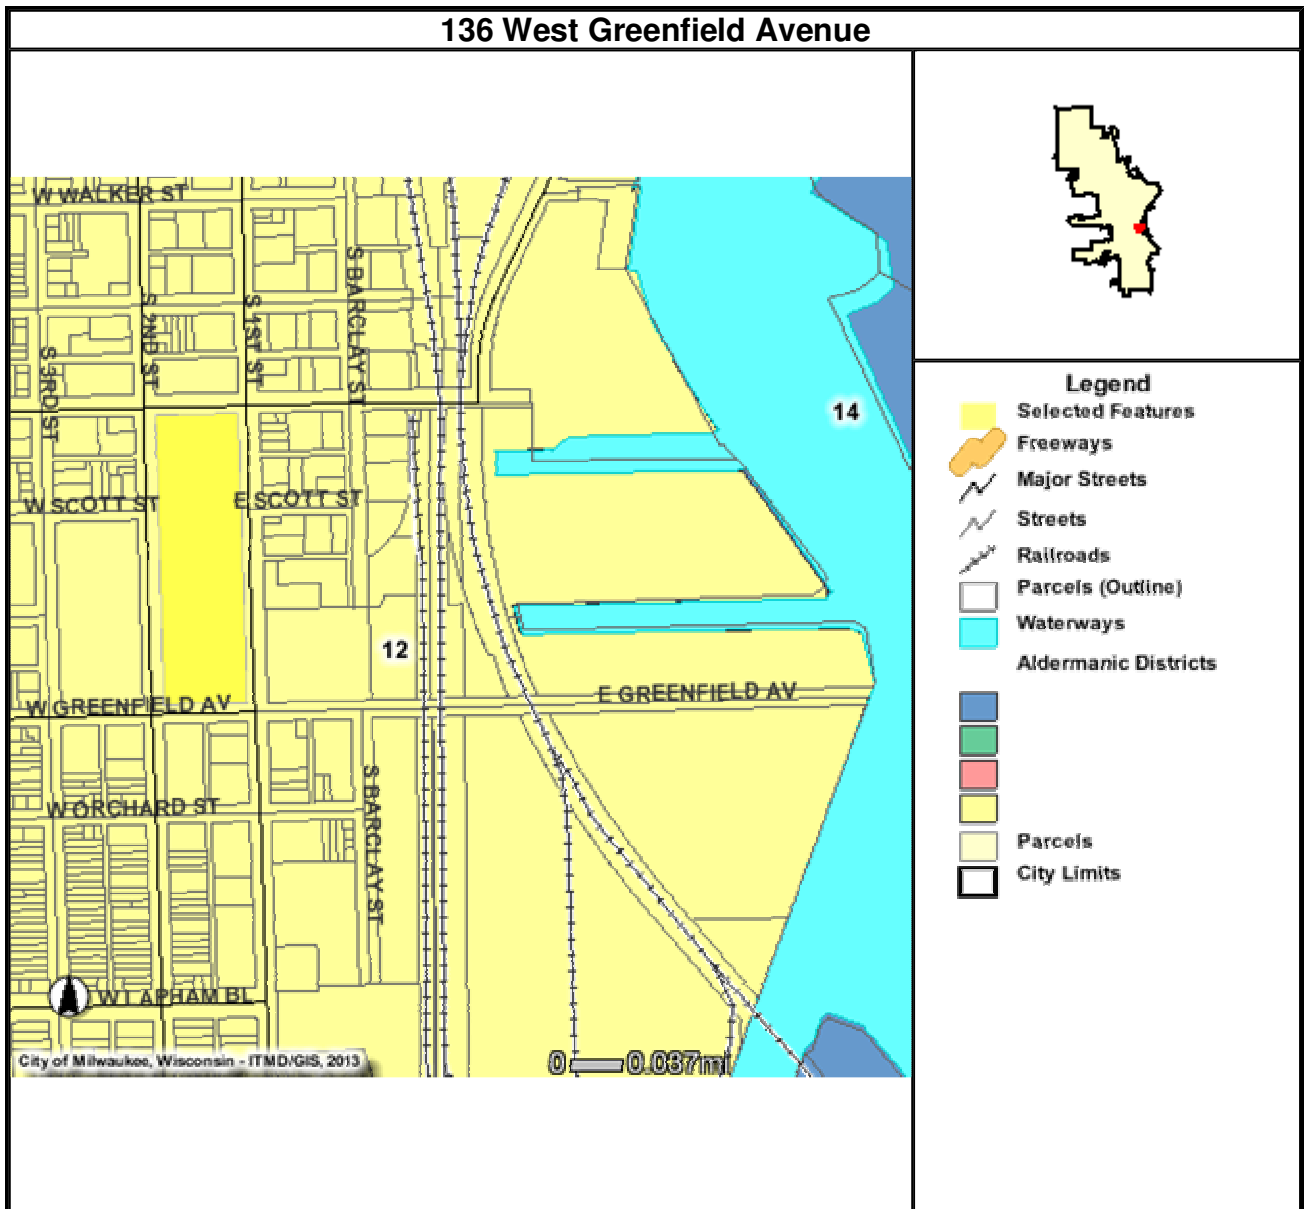 136 West Greenfield Avenue
W WALKER ST
S BARCLAY ST
S 2ND ST
S 1ST ST
S 3RD ST
14
W SCOTT ST
E SCOTT ST
12
E GREENFIELD AV
W GREENFIELD AV
W ORCHARD ST
S BARCLAY ST
W LAPHAM BL
City of Milwaukee, Wisconsin - ITMD/GIS, 2013
0 0.087mi
Legend
Selected Features
Freeways
Major Streets
Streets
Railroads
Parcels (Outline)
Waterways
Aldermanic Districts
Parcels
City Limits